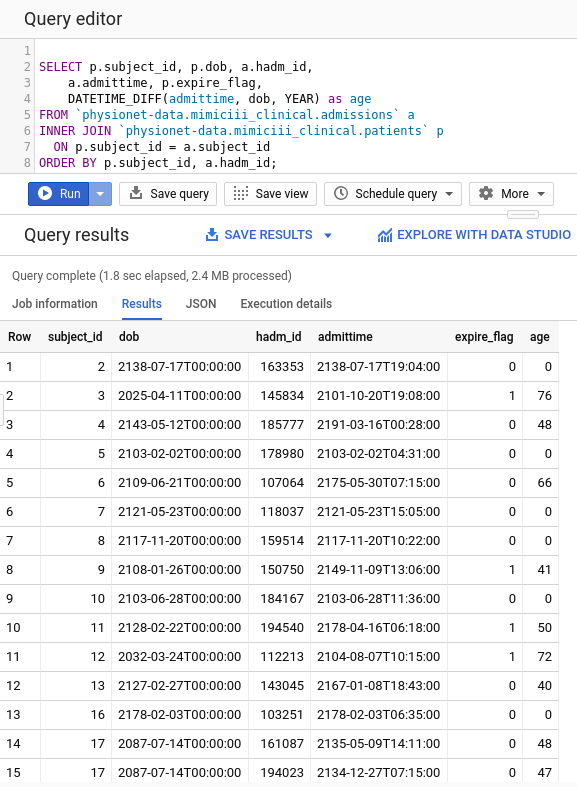 Query editor
1
2 SELECT p.subject_id, p.dob, a.hadm_id,
3 a.admittime, p.expire_flag,
4 DATETIME_DIFF(admittime, dob, YEAR) as age
5 FROM `physionet-data.mimiciii_clinical.admissions` a
6 INNER JOIN `physionet-data.mimiciii_clinical.patients` p
7 ON p.subject_id = a.subject_id
8 ORDER BY p.subject_id, a.hadm_id;
Run Save query Save view Schedule query More
Query results SAVE RESULTS EXPLORE WITH DATA STUDIO
Query complete (1.8 sec elapsed, 2.4 MB processed)
Job information Results JSON Execution details
Row subject_id dob hadm_id admittime expire_flag age
1 2 2138-07-17T00:00:00 163353 2138-07-17T19:04:00 0 0
2 3 2025-04-11T00:00:00 145834 2101-10-20T19:08:00 1 76
3 4 2143-05-12T00:00:00 185777 2191-03-16T00:28:00 0 48
4 5 2103-02-02T00:00:00 178980 2103-02-02T04:31:00 0 0
5 6 2109-06-21T00:00:00 107064 2175-05-30T07:15:00 0 66
6 7 2121-05-23T00:00:00 118037 2121-05-23T15:05:00 0 0
7 8 2117-11-20T00:00:00 159514 2117-11-20T10:22:00 0 0
8 9 2108-01-26T00:00:00 150750 2149-11-09T13:06:00 1 41
9 10 2103-06-28T00:00:00 184167 2103-06-28T11:36:00 0 0
10 11 2128-02-22T00:00:00 194540 2178-04-16T06:18:00 1 50
11 12 2032-03-24T00:00:00 112213 2104-08-07T10:15:00 1 72
12 13 2127-02-27T00:00:00 143045 2167-01-08T18:43:00 0 40
13 16 2178-02-03T00:00:00 103251 2178-02-03T06:35:00 0 0
14 17 2087-07-14T00:00:00 161087 2135-05-09T14:11:00 0 48
15 17 2087-07-14T00:00:00 194023 2134-12-27T07:15:00 0 47